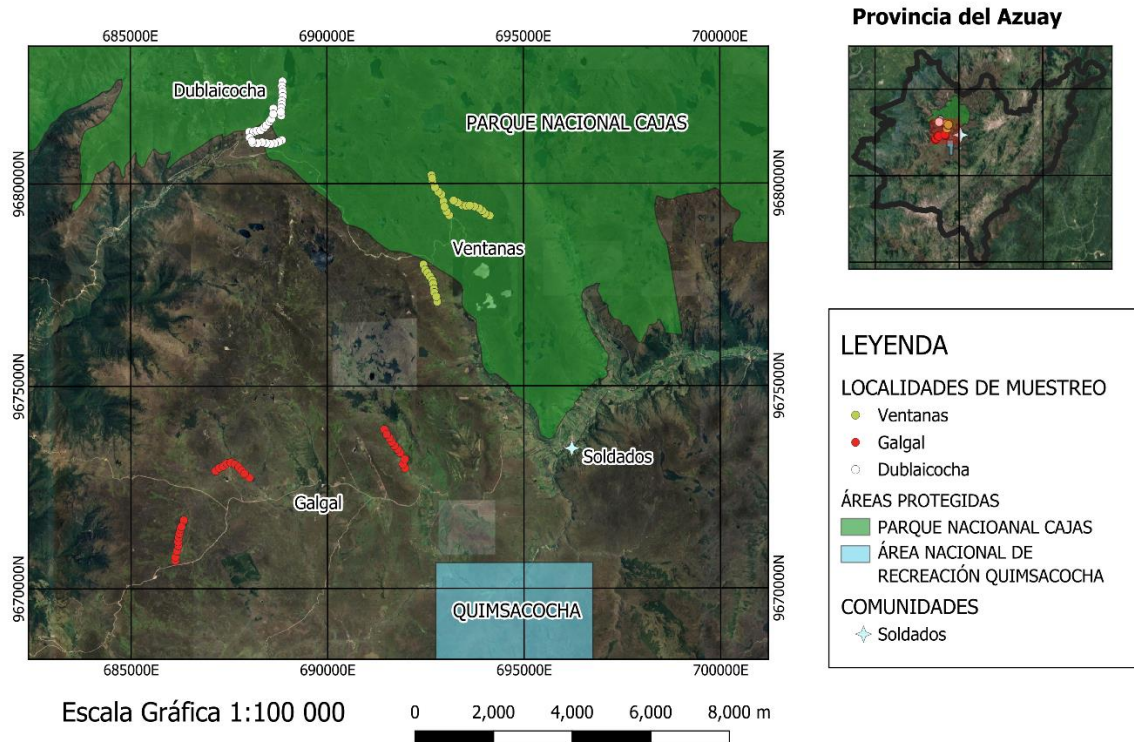 Provincia del Azuay
685000E 690000E 695000E 700000E
Dublaicocha
PARQUE NACIONAL CAJAS
9680000N 9680000N
Ventanas
9675000N 9675000N
Soldados
Galgal
9670000N 9670000N
QUIMSACOCHA
685000E 690000E 695000E 700000E
Escala Gráfica 1:100 000
0 2,000 4,000 6,000 8,000 m
LEYENDA
LOCALIDADES DE MUESTREO
Ventanas
Galgal
Dublaicocha
ÁREAS PROTEGIDAS
PARQUE NACIOANAL CAJAS
ÁREA NACIONAL DE
RECREACIÓN QUIMSACOCHA
COMUNIDADES
Soldados